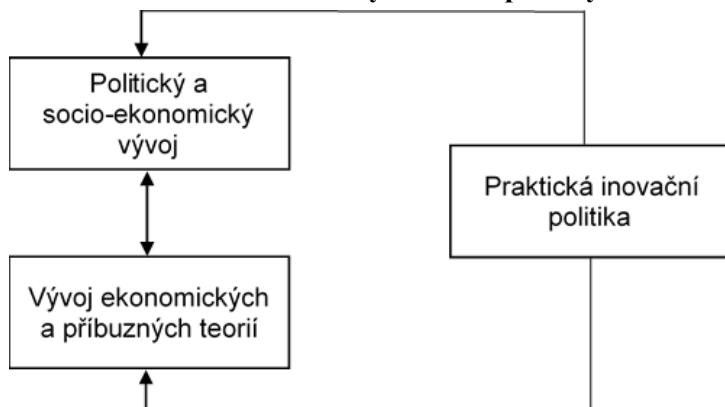 Politický a
socio-ekonomický
vývoj
Praktická inovační
politika
Vývoj ekonomických
a příbuzných teorií